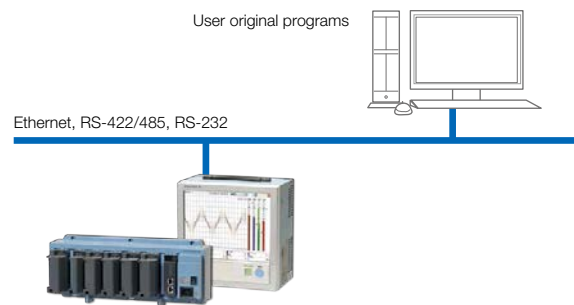 User original programs
Ethernet, RS-422/485, RS-232